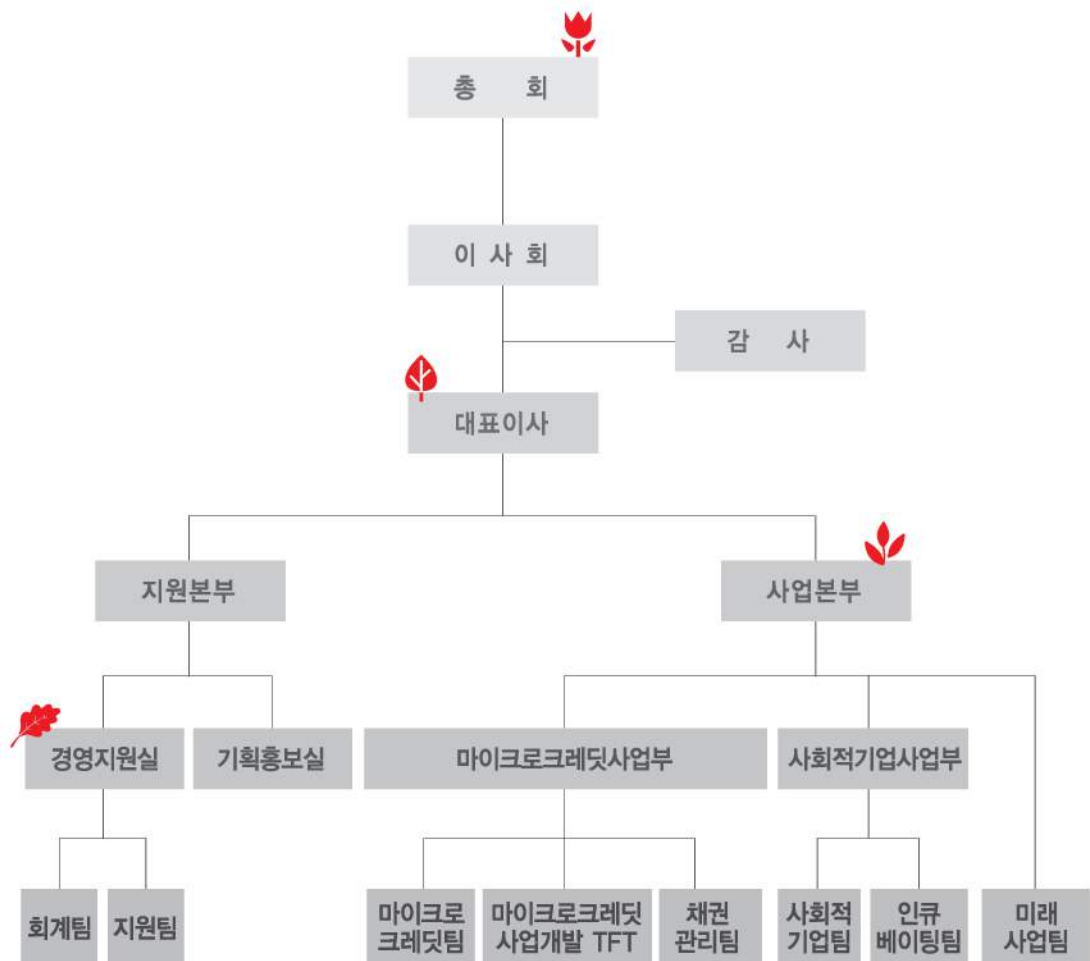 총 회
이 사 회
감 사
대표이사
지원본부
사업본부
경영지원실
기획홍보실
마이크로크레딧사업부
사회적기업사업부
회계팀
지원팀
마이크로
크레딧팀
마이크로크레딧
사업개발 TFT
채권
관리팀
사회적
기업팀
인큐
베이팅팀
미래
사업팀